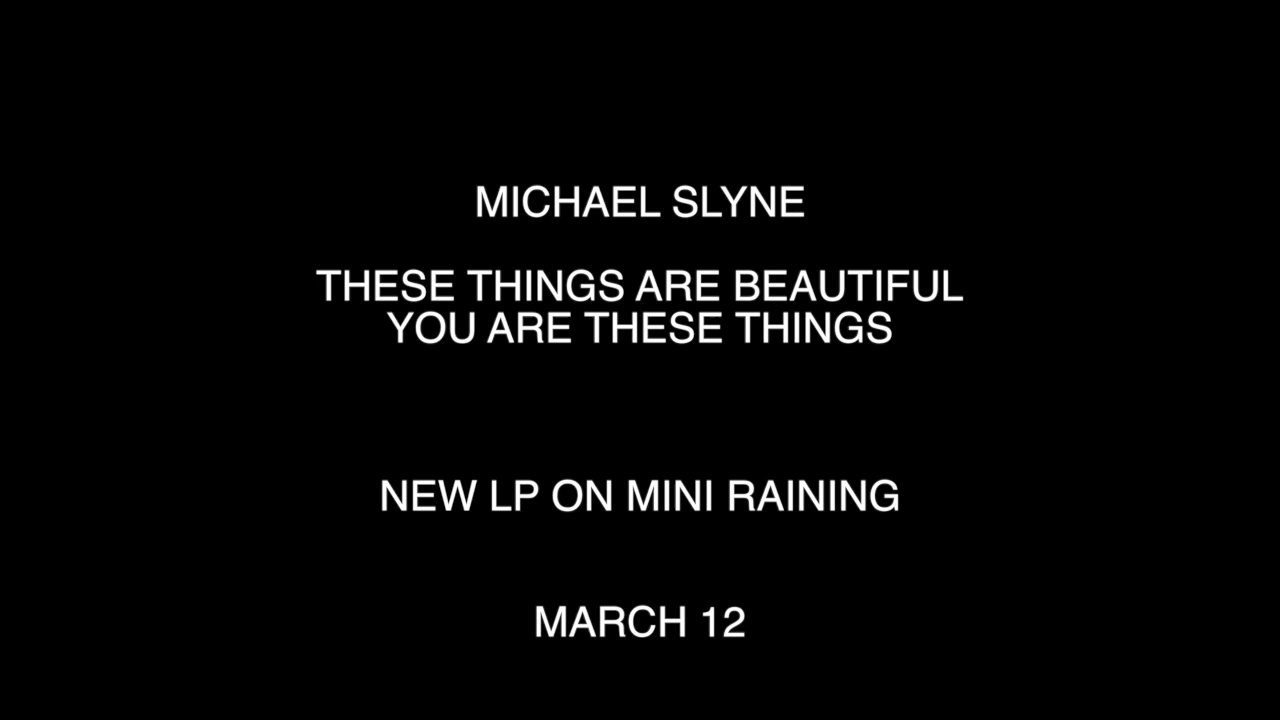 MICHAEL SLYNE
THESE THINGS ARE BEAUTIFUL
YOU ARE THESE THINGS
NEW LP ON MINI RAINING
MARCH 12